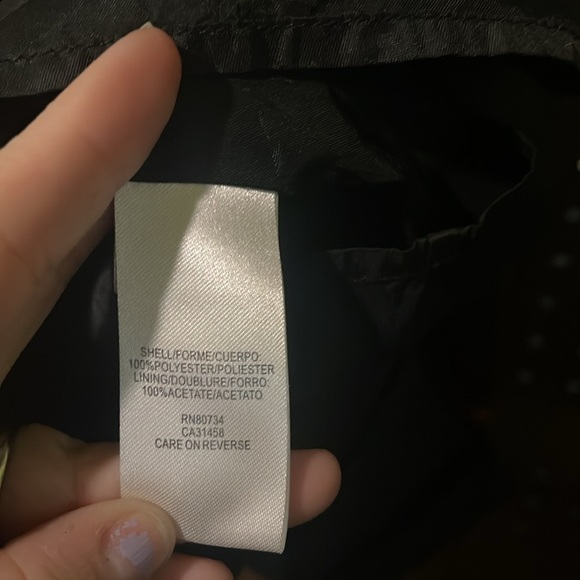 SHELL/FORME/CUERPO:
100%POLYESTER/POLIESTER
LINING/DOUBLURE/FORRO:
100%ACETATE/ACETATO
RN80734
CA31458
CARE ON REVERSE